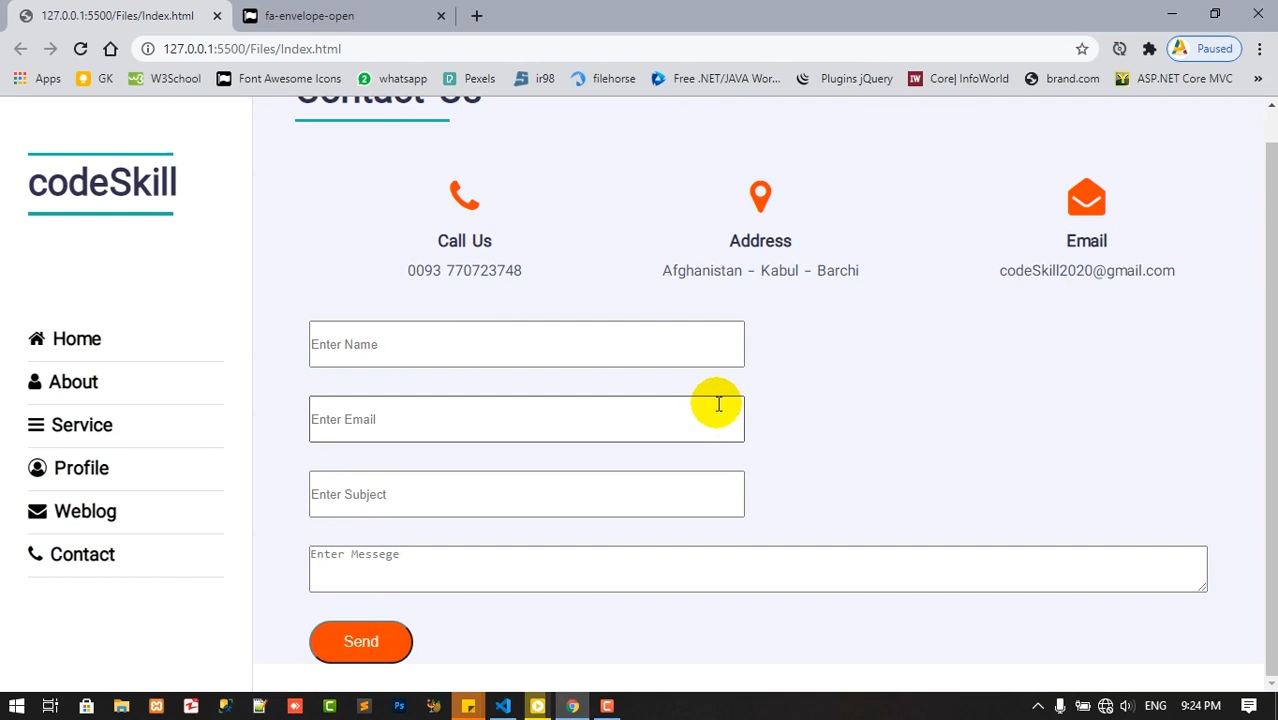 127.0.0.1:5500/Files/Index.html
fa-envelope-open
127.0.0.1:5500/Files/Index.html
Paused
Apps
GK
W3School
Font Awesome Icons
whatsapp
Pexels
ir98
filehorse
Free .NET/JAVA Wor...
Plugins jQuery
Core| InfoWorld
brand.com
ASP.NET Core MVC
»
Contact Us
codeSkill
Call Us
Address
Email
0093 770723748
Afghanistan - Kabul - Barchi
codeSkill2020@gmail.com
Home
About
Service
Profile
Weblog
Contact
Enter Name
Enter Email
Enter Subject
Enter Messege
Send
ENG
9:24 PM